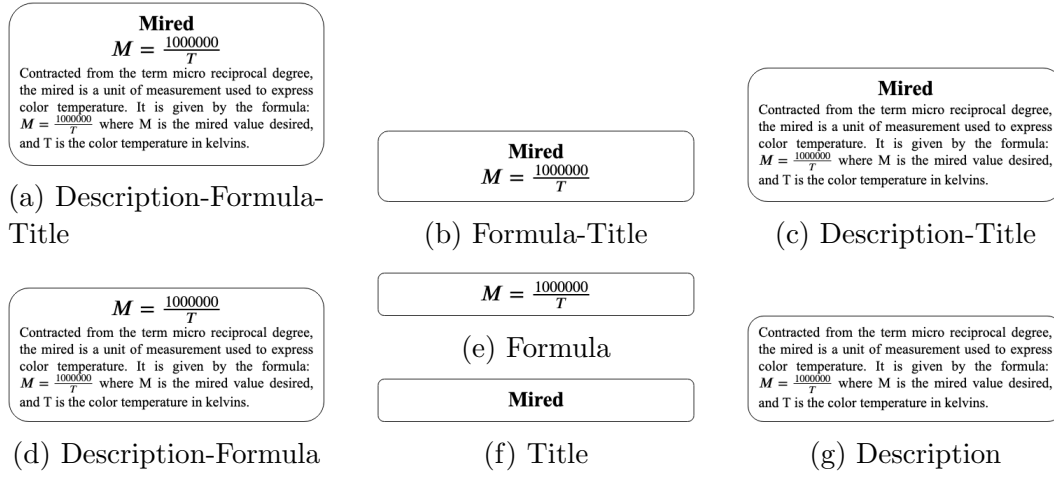 Mired
M = 1000000 / T
Contracted from the term micro reciprocal degree,
the mired is a unit of measurement used to express
color temperature. It is given by the formula:
M = 1000000 / T where M is the mired value desired,
and T is the color temperature in kelvins.
(a) Description-Formula-
Title
Mired
M = 1000000 / T
(b) Formula-Title
Mired
Contracted from the term micro reciprocal degree,
the mired is a unit of measurement used to express
color temperature. It is given by the formula:
M = 1000000 / T where M is the mired value desired,
and T is the color temperature in kelvins.
(c) Description-Title
M = 1000000 / T
Contracted from the term micro reciprocal degree,
the mired is a unit of measurement used to express
color temperature. It is given by the formula:
M = 1000000 / T where M is the mired value desired,
and T is the color temperature in kelvins.
(d) Description-Formula
M = 1000000 / T
(e) Formula
Mired
(f) Title
Contracted from the term micro reciprocal degree,
the mired is a unit of measurement used to express
color temperature. It is given by the formula:
M = 1000000 / T where M is the mired value desired,
and T is the color temperature in kelvins.
(g) Description